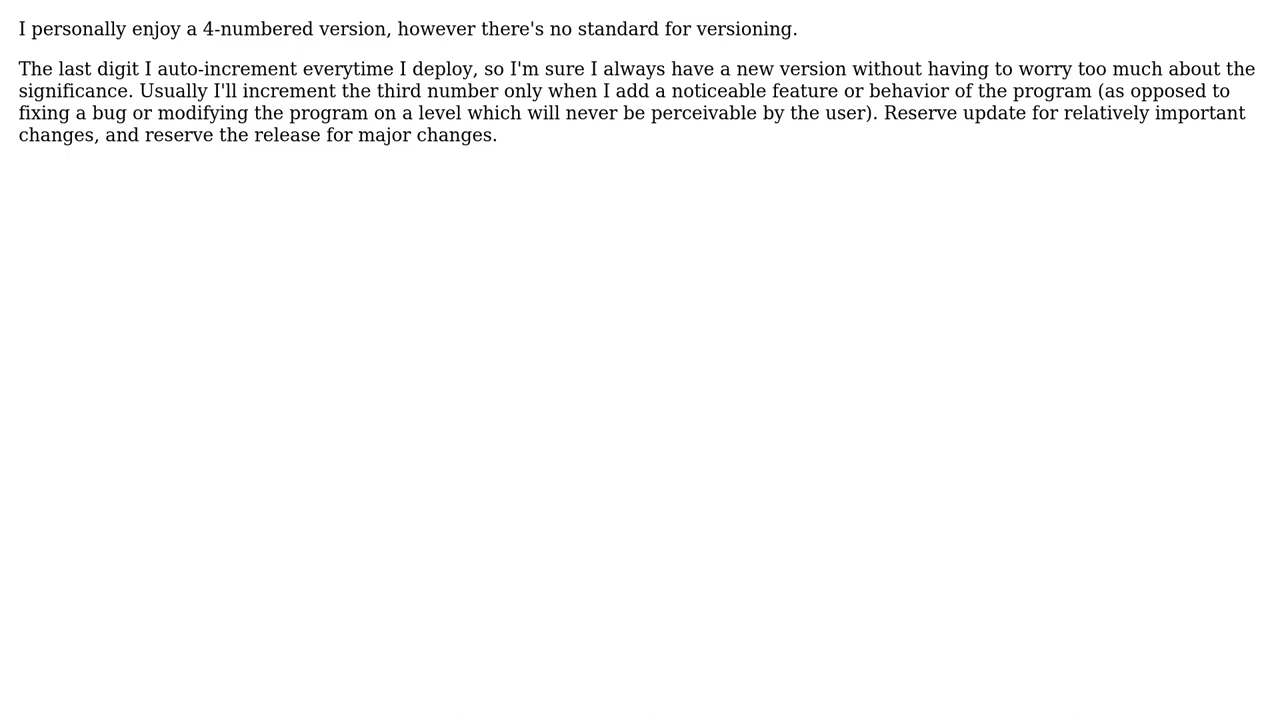 I personally enjoy a 4-numbered version, however there's no standard for versioning.
The last digit I auto-increment everytime I deploy, so I'm sure I always have a new version without having to worry too much about the
significance. Usually I'll increment the third number only when I add a noticeable feature or behavior of the program (as opposed to
fixing a bug or modifying the program on a level which will never be perceivable by the user). Reserve update for relatively important
changes, and reserve the release for major changes.